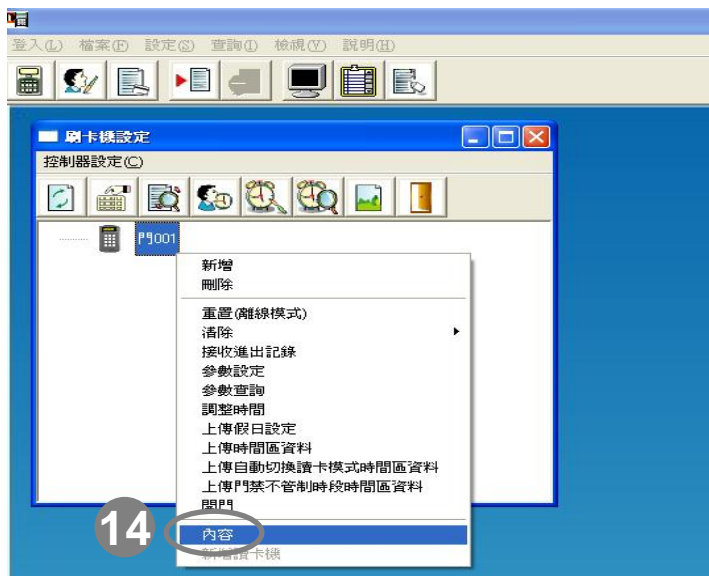 登入(L) 檔案(F) 設定(S) 查詢(I) 檢視(V) 說明(H)
刷卡機設定
控制器設定(C)
門001
新增
刪除
重置(離線模式)
清除
接收進出記錄
參數設定
參數查詢
調整時間
上傳假日設定
上傳時間區資料
上傳自動切換讀卡模式時間區資料
上傳門禁不管制時段時間區資料
開門
14 內容
新增讀卡機